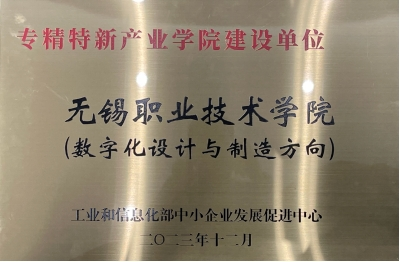 专精特新产业学院建设单位
无锡职业技术学院
(数字化设计与制造方向)
工业和信息化部中小企业发展促进中心
二〇二三年十二月